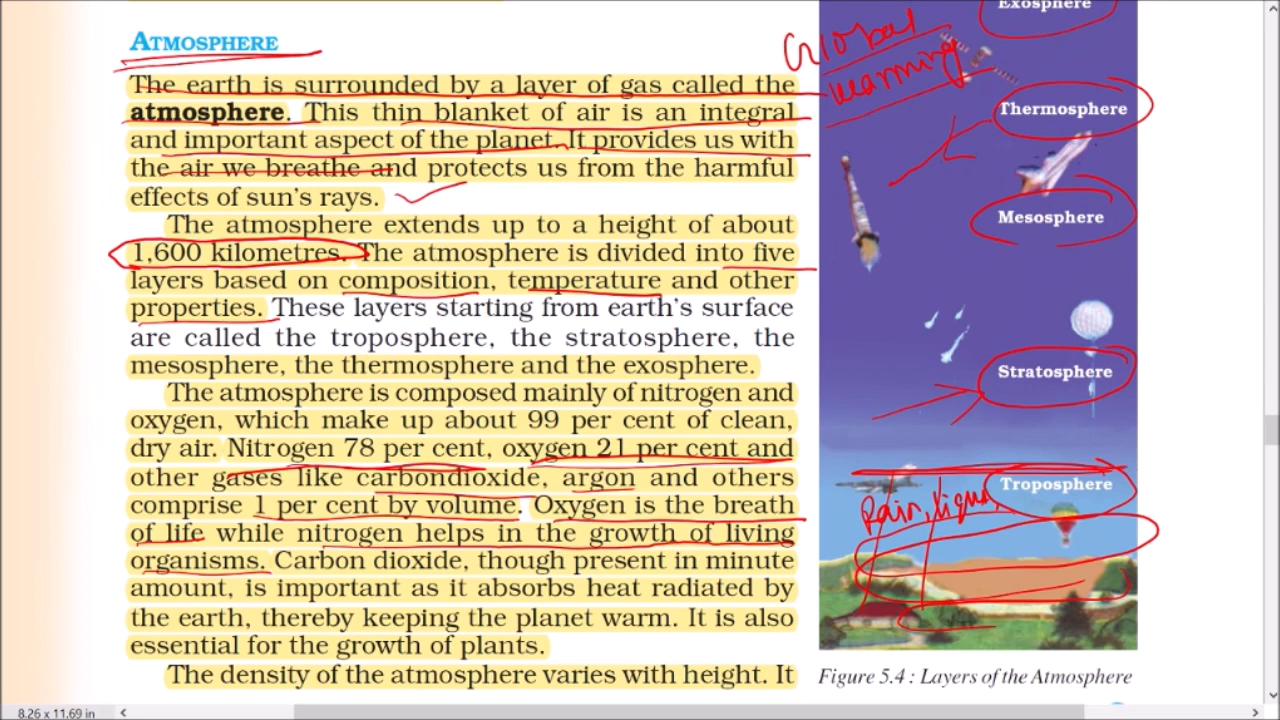 ATMOSPHERE
The earth is surrounded by a layer of gas called the
atmosphere. This thin blanket of air is an integral
and important aspect of the planet. It provides us with
the air we breathe and protects us from the harmful
effects of sun's rays.
The atmosphere extends up to a height of about
1,600 kilometres. The atmosphere is divided into five
layers based on composition, temperature and other
properties. These layers starting from earth's surface
are called the troposphere, the stratosphere, the
mesosphere, the thermosphere and the exosphere.
The atmosphere is composed mainly of nitrogen and
oxygen, which make up about 99 per cent of clean,
dry air. Nitrogen 78 per cent, oxygen 21 per cent and
other gases like carbondioxide, argon and others
comprise 1 per cent by volume. Oxygen is the breath
of life while nitrogen helps in the growth of living
organisms. Carbon dioxide, though present in minute
amount, is important as it absorbs heat radiated by
the earth, thereby keeping the planet warm. It is also
essential for the growth of plants.
The density of the atmosphere varies with height. It
Global
warming
Exosphere
Thermosphere
Mesosphere
Stratosphere
Troposphere
Rain,
Figure 5.4 : Layers of the Atmosphere
8.26 x 11.69 in